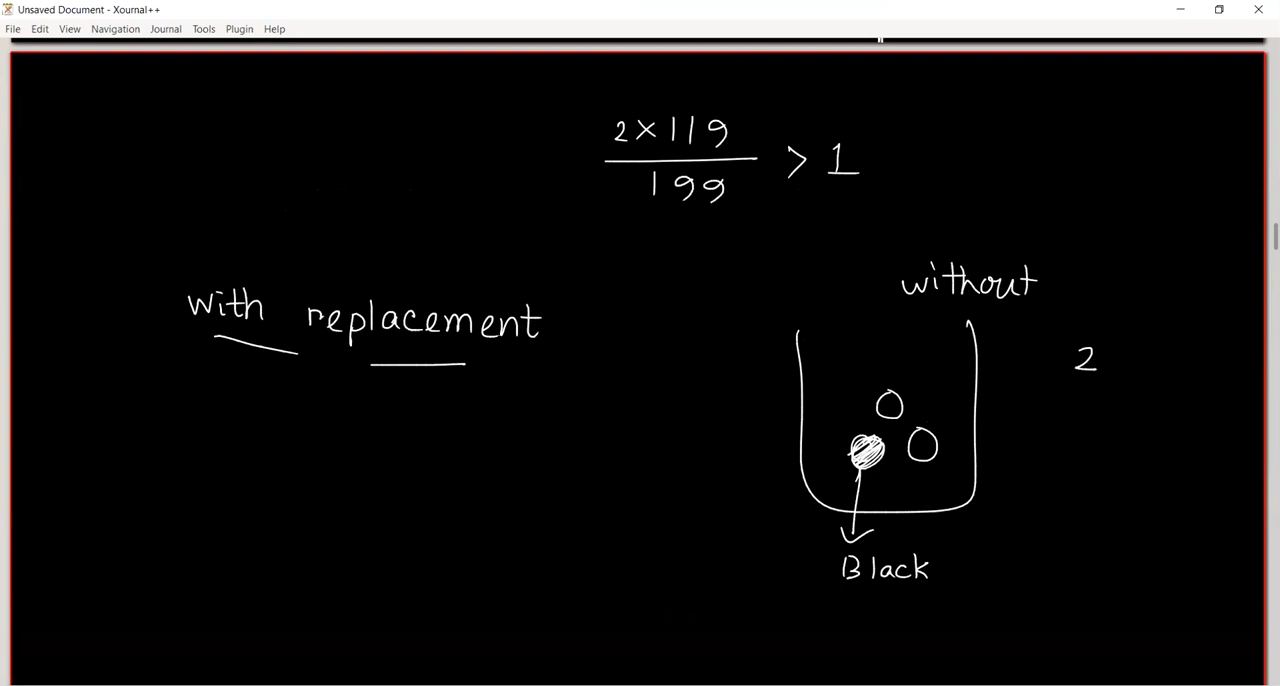 Unsaved Document - Xournal++
File Edit View Navigation Journal Tools Plugin Help
2 × 119
199
> 1
with replacement
without
2
Black